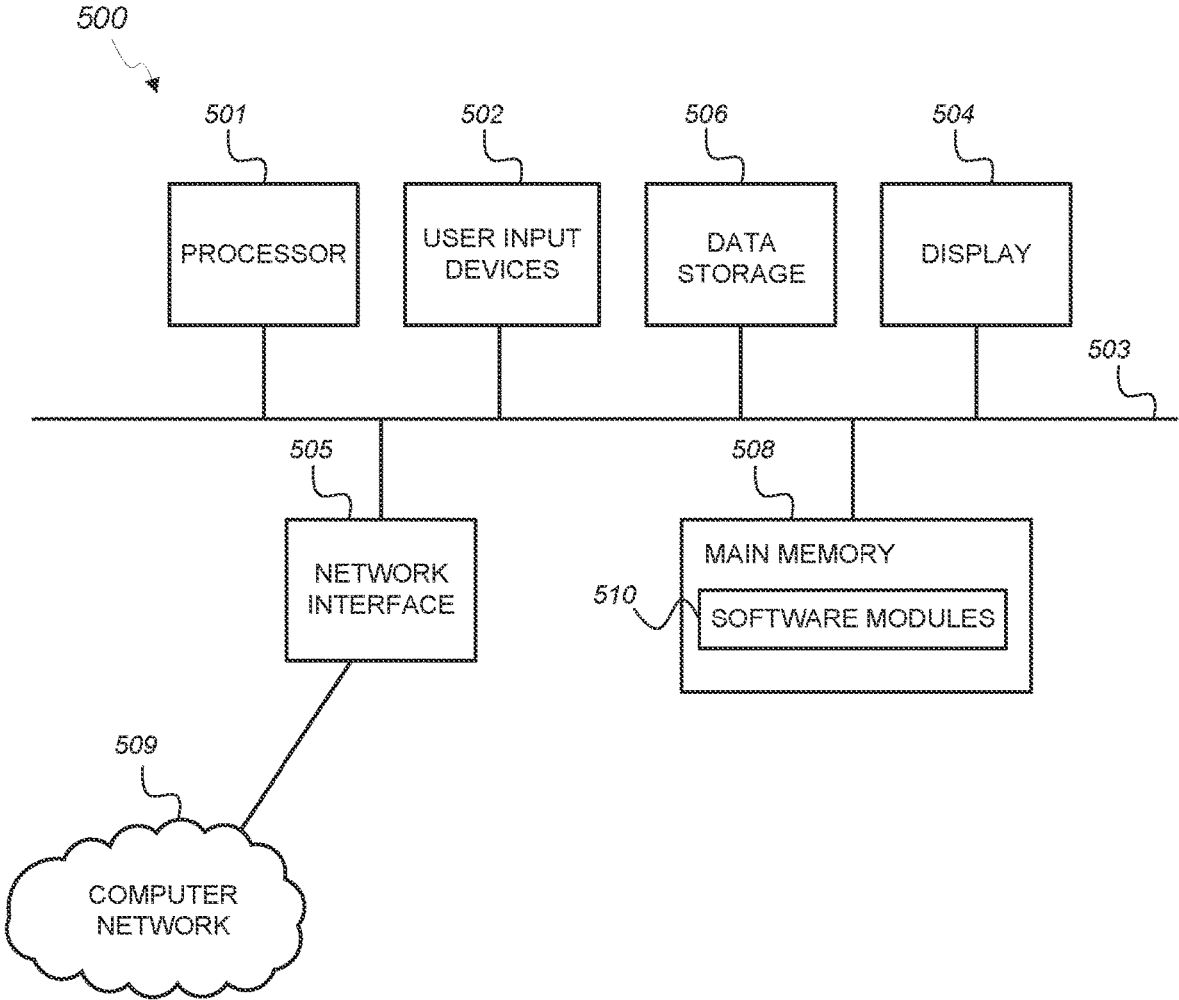 500
501
502
506
504
PROCESSOR
USER INPUT
DEVICES
DATA
STORAGE
DISPLAY
503
505
508
NETWORK
INTERFACE
MAIN MEMORY
510
SOFTWARE MODULES
509
COMPUTER
NETWORK